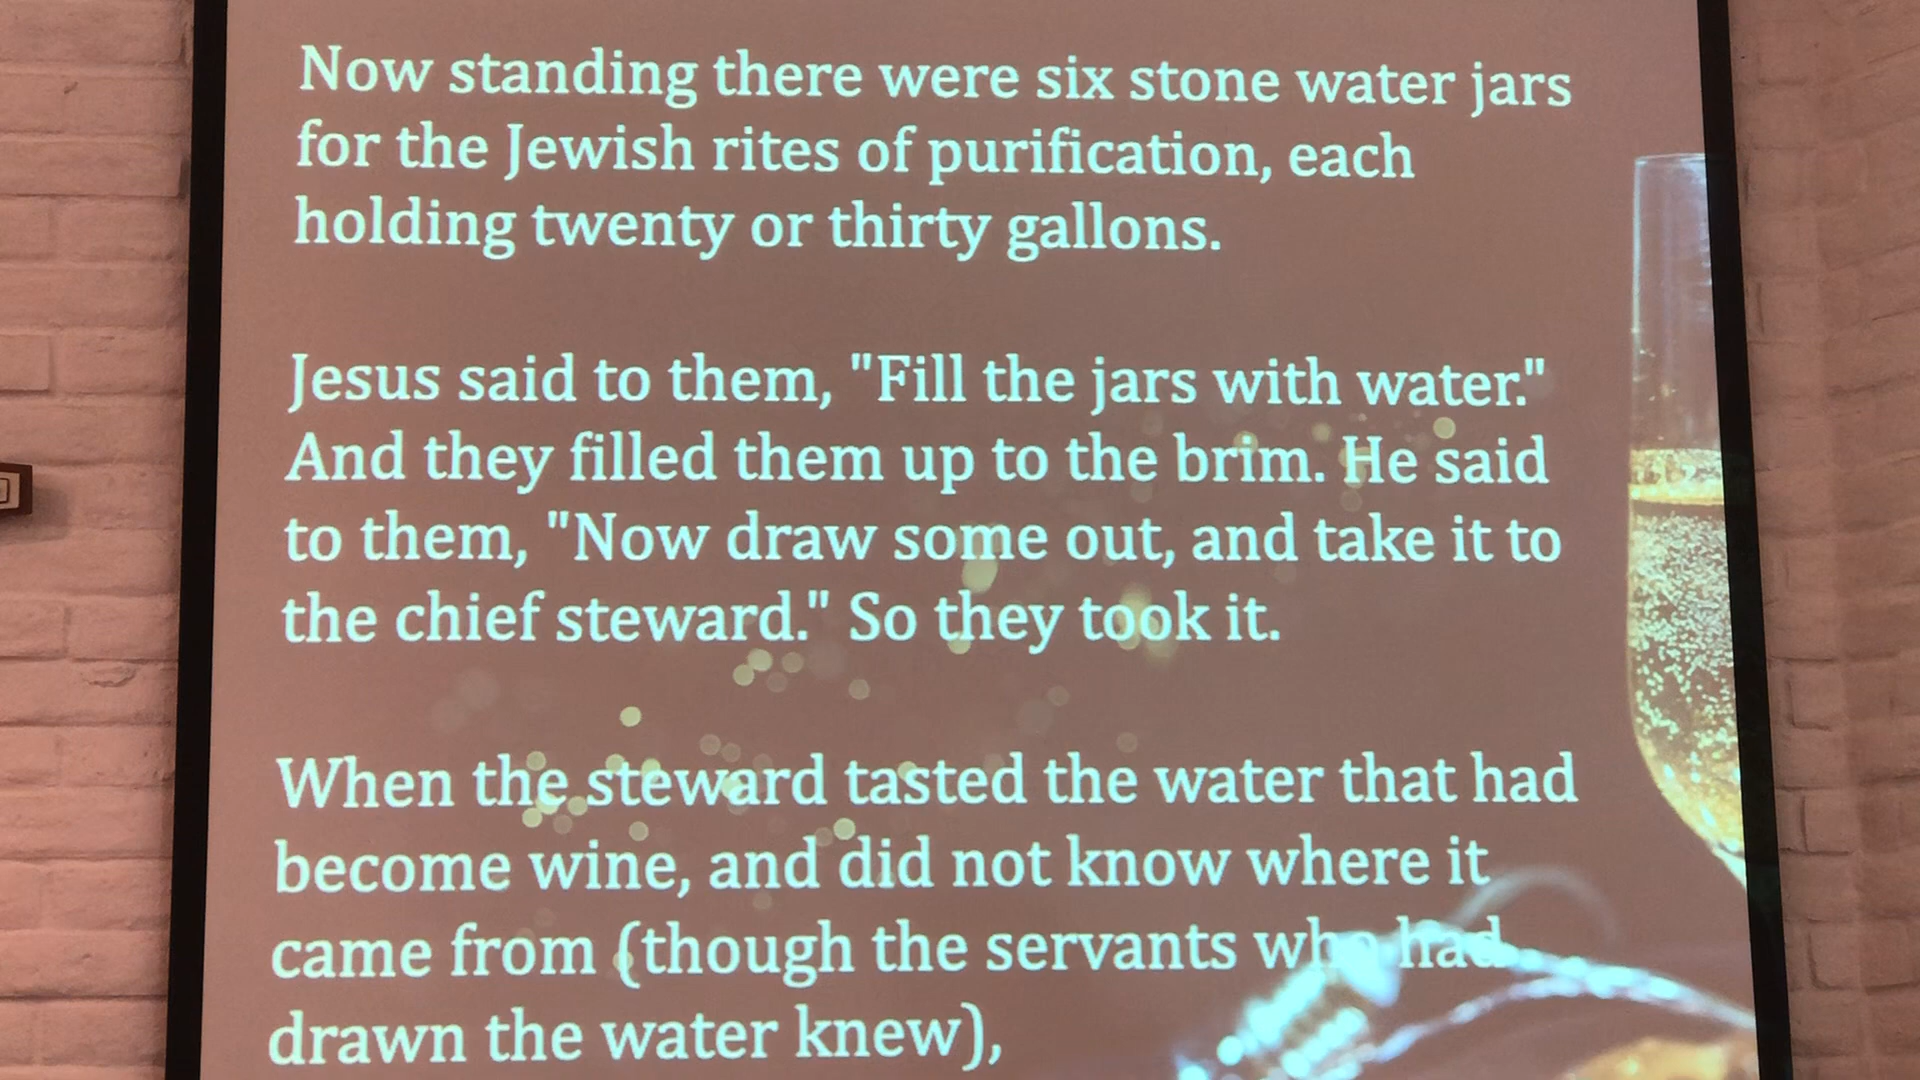 Now standing there were six stone water jars
for the Jewish rites of purification, each
holding twenty or thirty gallons.
Jesus said to them, "Fill the jars with water."
And they filled them up to the brim. He said
to them, "Now draw some out, and take it to
the chief steward." So they took it.
When the steward tasted the water that had
become wine, and did not know where it
came from (though the servants who had
drawn the water knew),